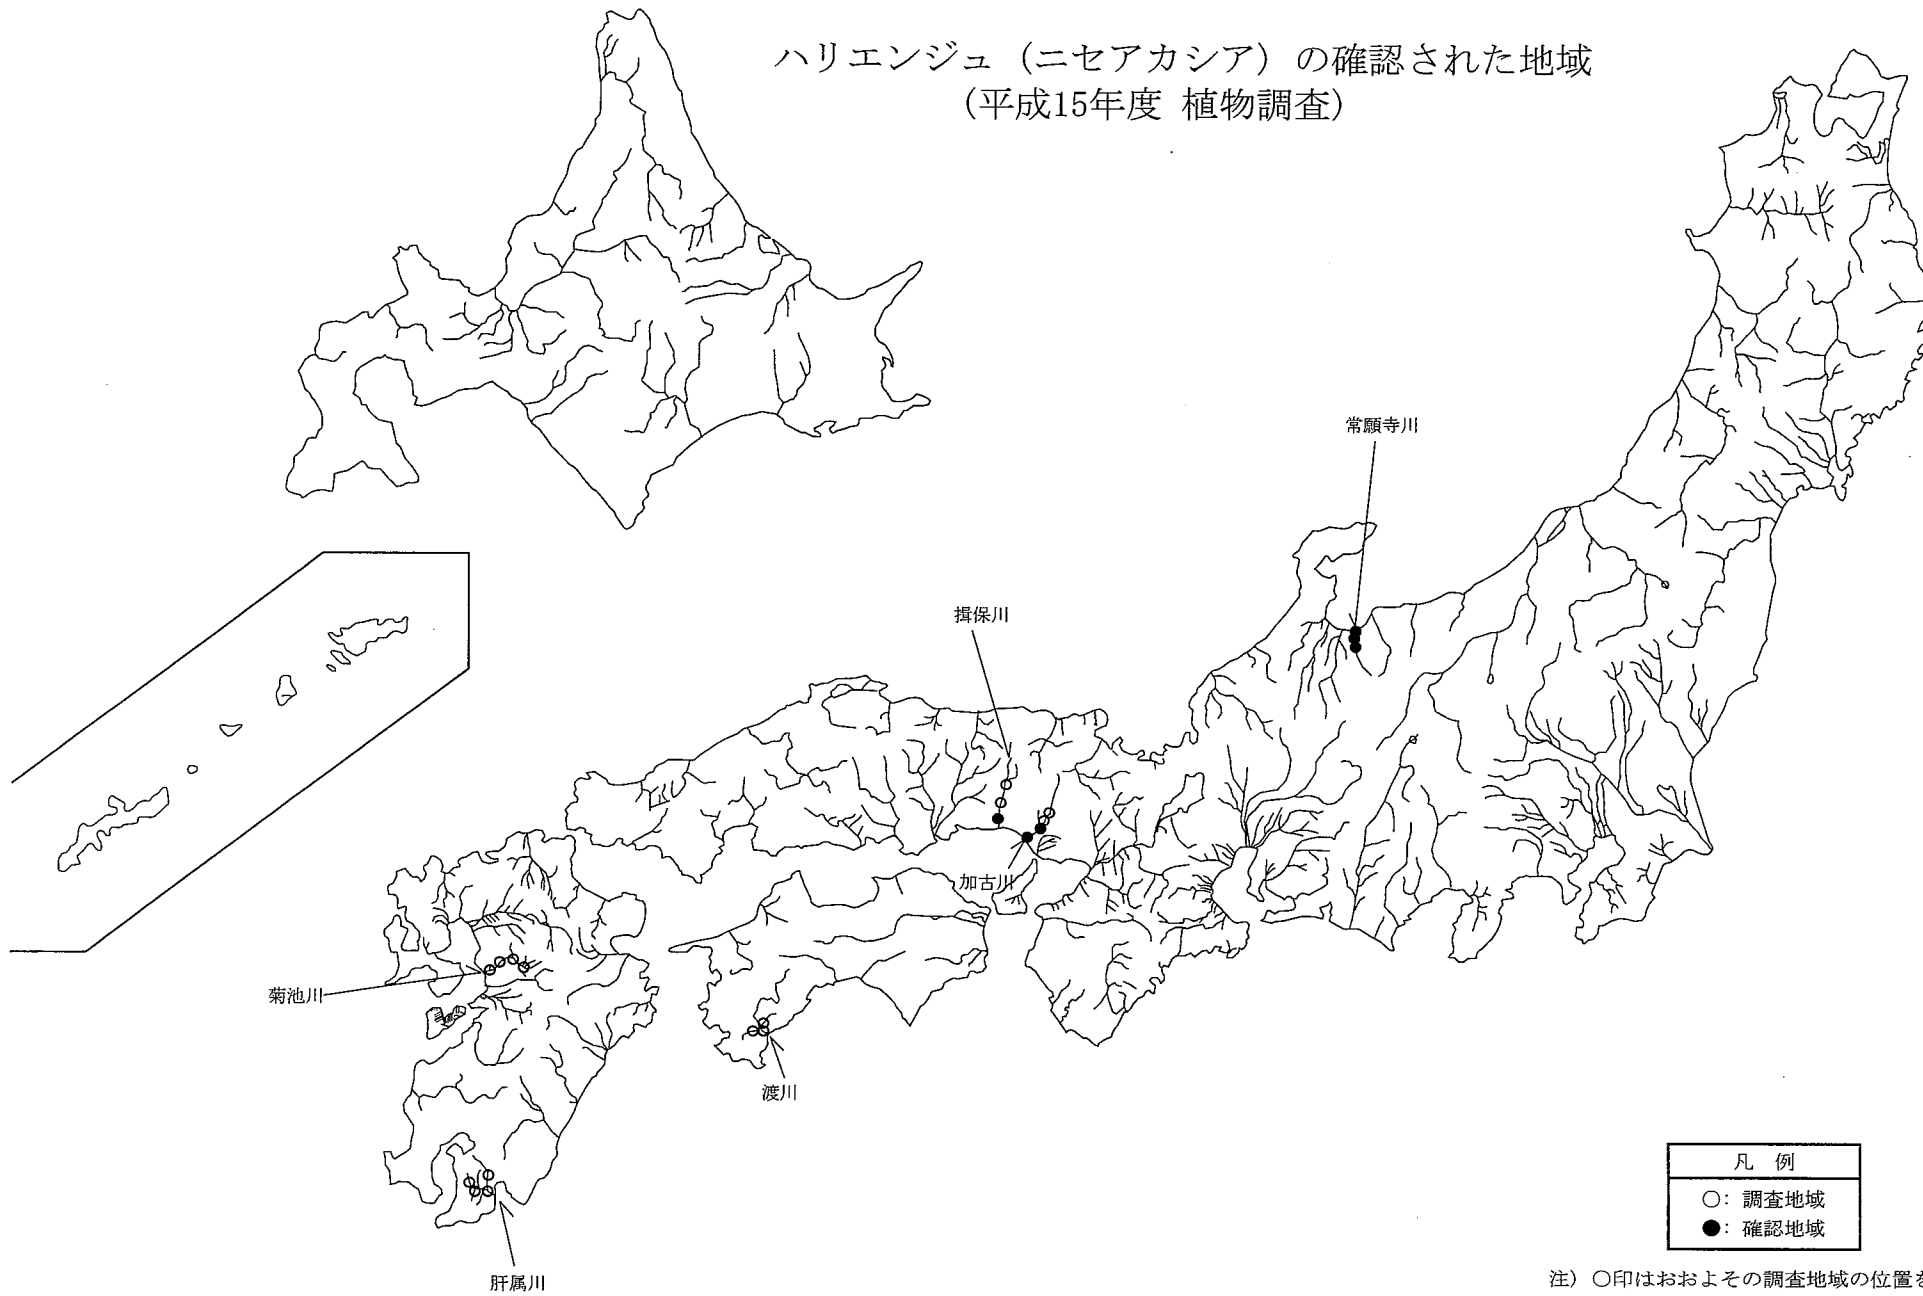 ハリエンジュ（ニセアカシア）の確認された地域
（平成15年度 植物調査）
常願寺川
揖保川
加古川
菊池川
渡川
肝属川
凡 例
○：調査地域
●：確認地域
注）○印はおおよその調査地域の位置を